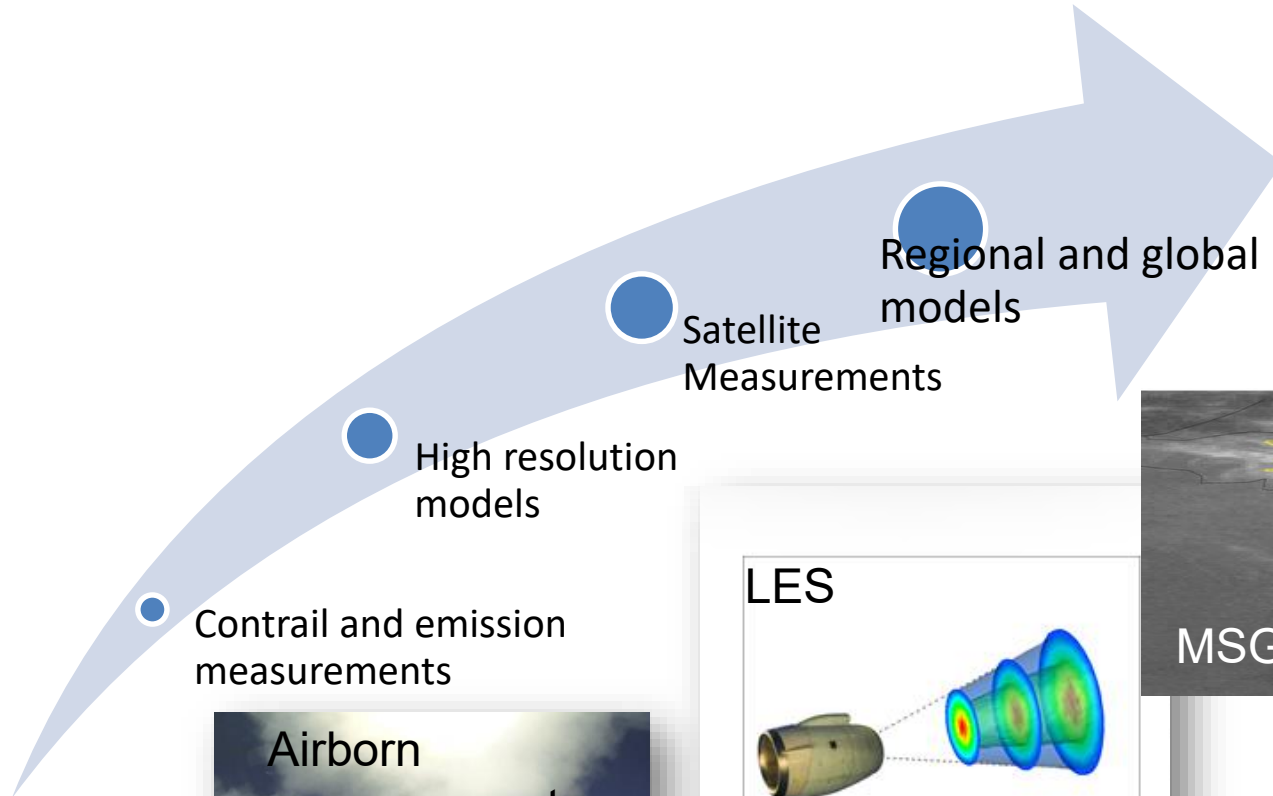 Regional and global
models
Satellite
Measurements
High resolution
models
LES
Contrail and emission
measurements
MSG
Airborn